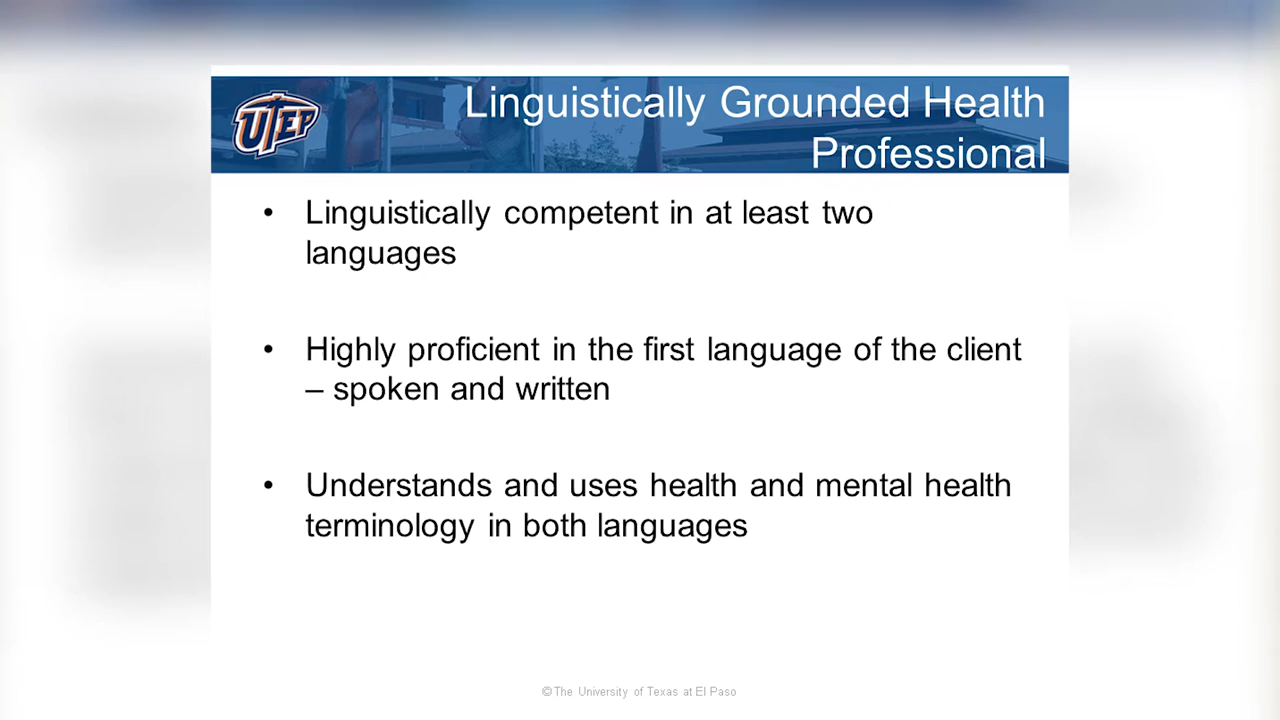 UTEP
Linguistically Grounded Health
Professional
• Linguistically competent in at least two
languages
• Highly proficient in the first language of the client
– spoken and written
• Understands and uses health and mental health
terminology in both languages
©The University of Texas at El Paso